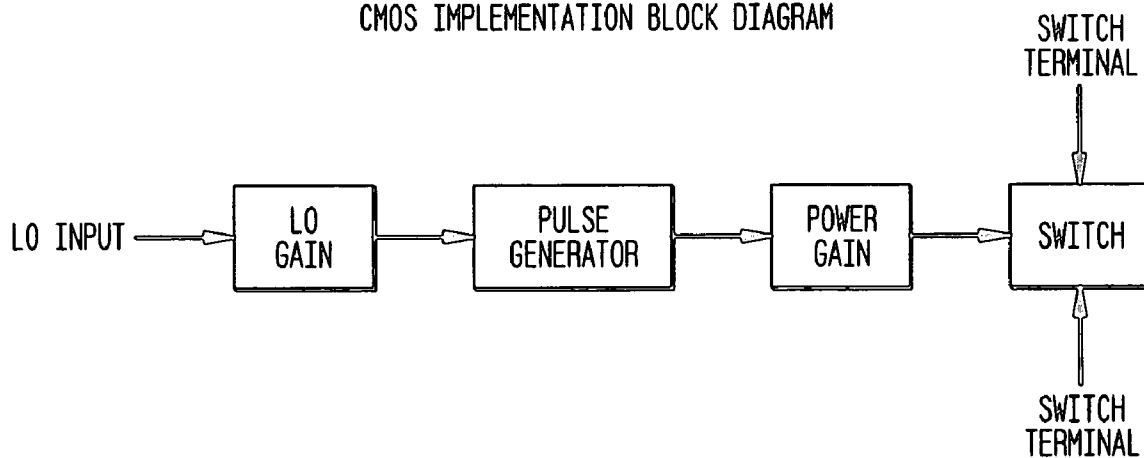 CMOS IMPLEMENTATION BLOCK DIAGRAM
SWITCH
TERMINAL
LO INPUT
LO
GAIN
PULSE
GENERATOR
POWER
GAIN
SWITCH
SWITCH
TERMINAL